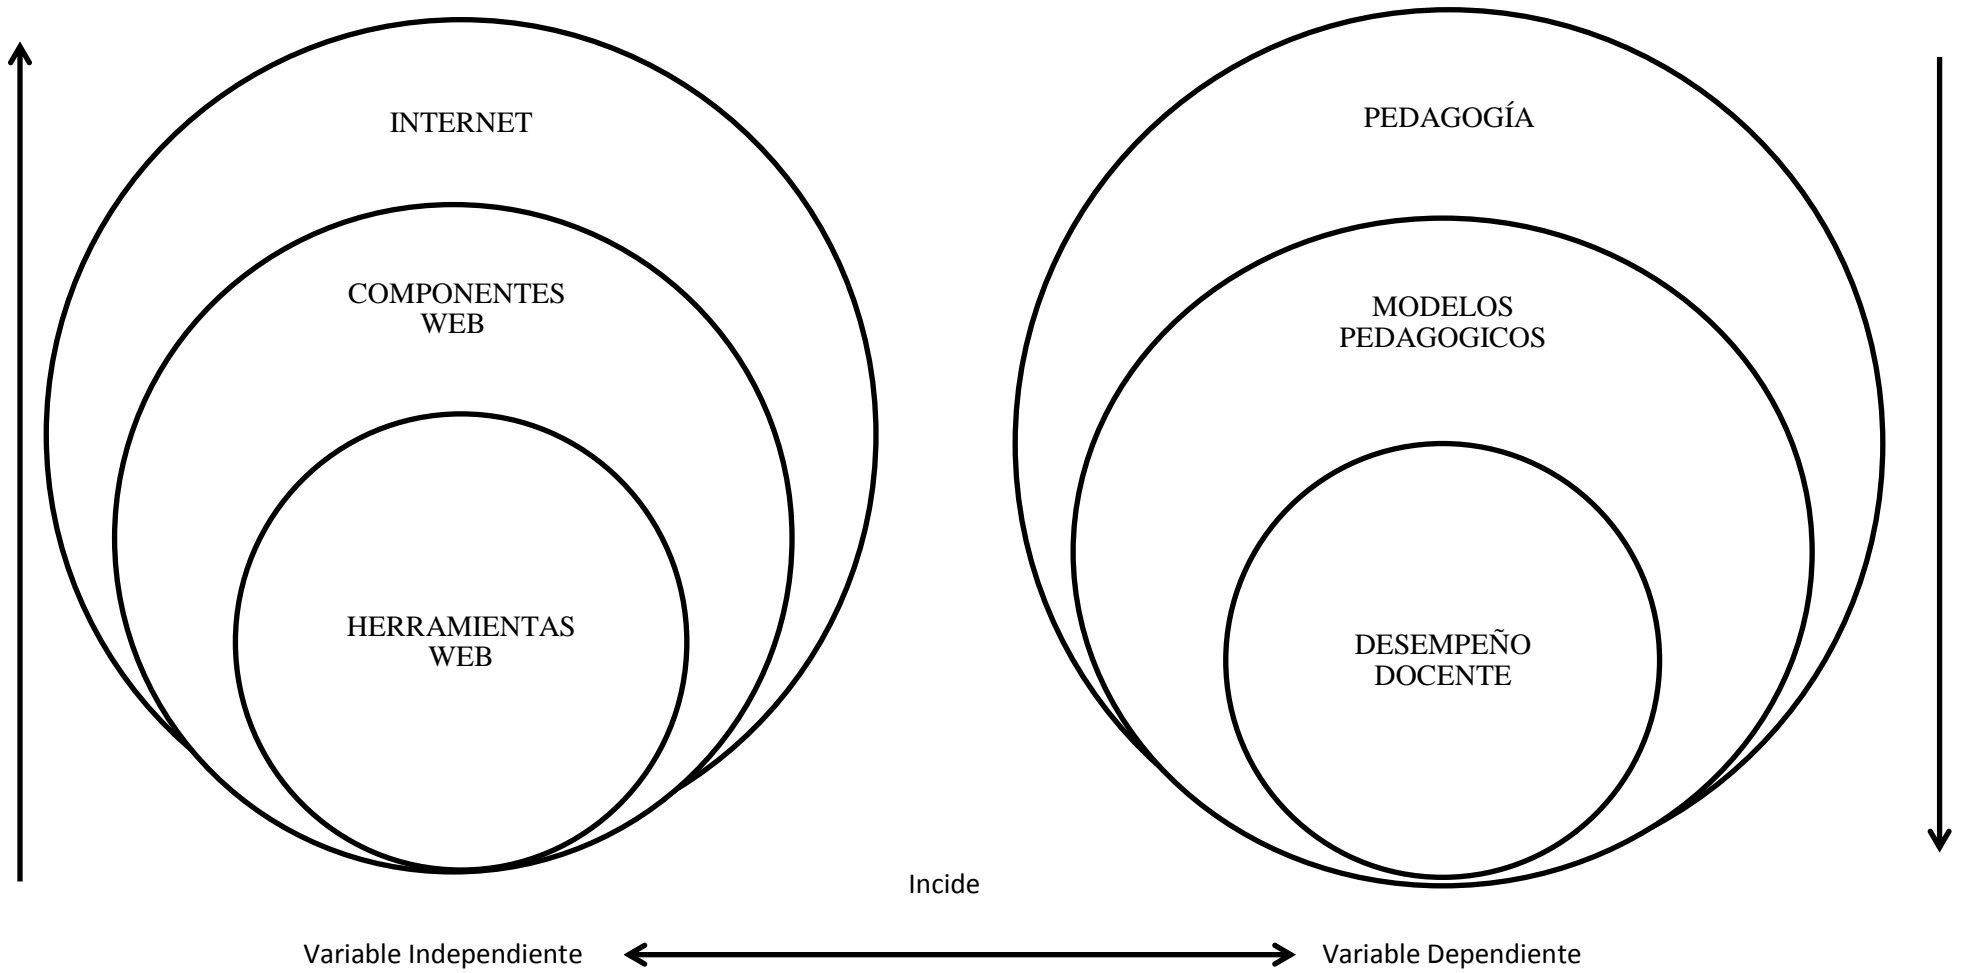 INTERNET
COMPONENTES
WEB
HERRAMIENTAS
WEB
PEDAGOGÍA
MODELOS
PEDAGOGICOS
DESEMPEÑO
DOCENTE
Incide
Variable Independiente
Variable Dependiente